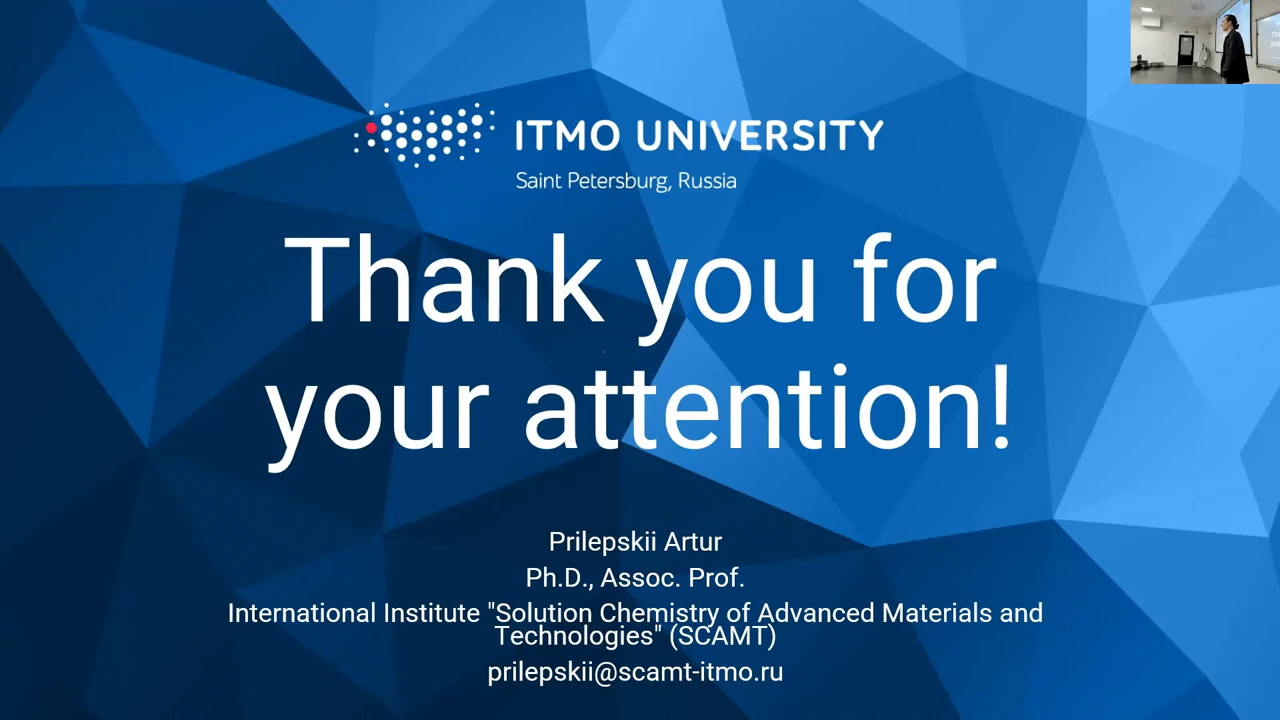 ITMO UNIVERSITY
Saint Petersburg, Russia
Thank you for
your attention!
Prilepskii Artur
Ph.D., Assoc. Prof.
International Institute "Solution Chemistry of Advanced Materials and
Technologies" (SCAMT)
prilepskii@scamt-itmo.ru